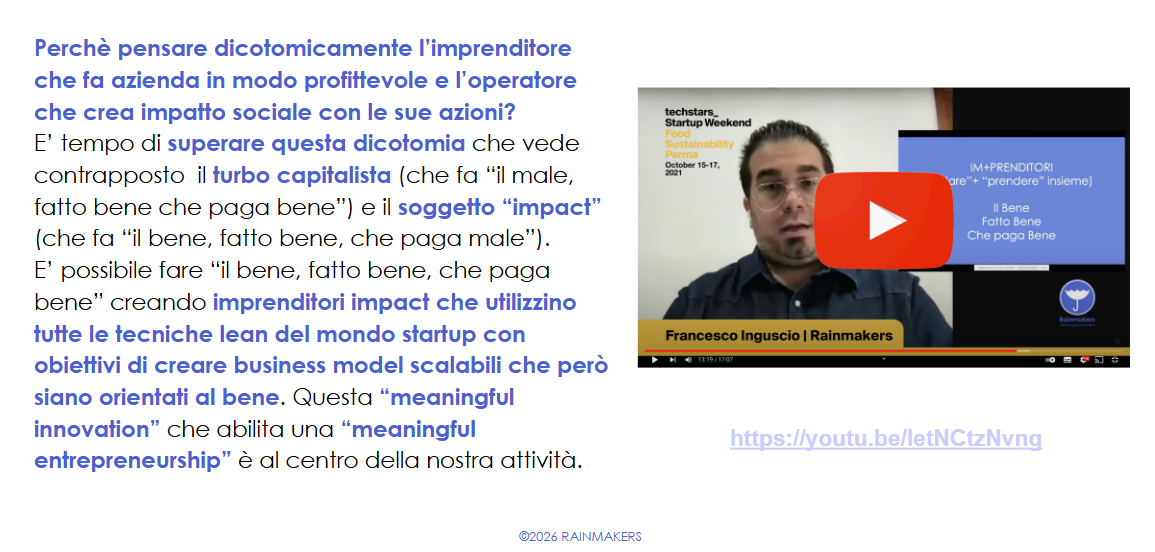 Perchè pensare dicotomicamente l’imprenditore
che fa azienda in modo profittevole e l’operatore
che crea impatto sociale con le sue azioni?
E’ tempo di superare questa dicotomia che vede
contrapposto il turbo capitalista (che fa “il male,
fatto bene che paga bene”) e il soggetto “impact”
(che fa “il bene, fatto bene, che paga male”).
E’ possibile fare “il bene, fatto bene, che paga
bene” creando imprenditori impact che utilizzino
tutte le tecniche lean del mondo startup con
obiettivi di creare business model scalabili che però
siano orientati al bene. Questa “meaningful
innovation” che abilita una “meaningful
entrepreneurship” è al centro della nostra attività.
techstars_
Startup Weekend
Food
Sustainability
Parma
October 15-17,
2021
IM+PRENDITORI
“prendere” insieme)
Il Bene
Fatto Bene
Che paga Bene
Rainmakers
Francesco Inguscio | Rainmakers
13:19 / 17:07
https://youtu.be/letNCtzNvng
©2026 RAINMAKERS